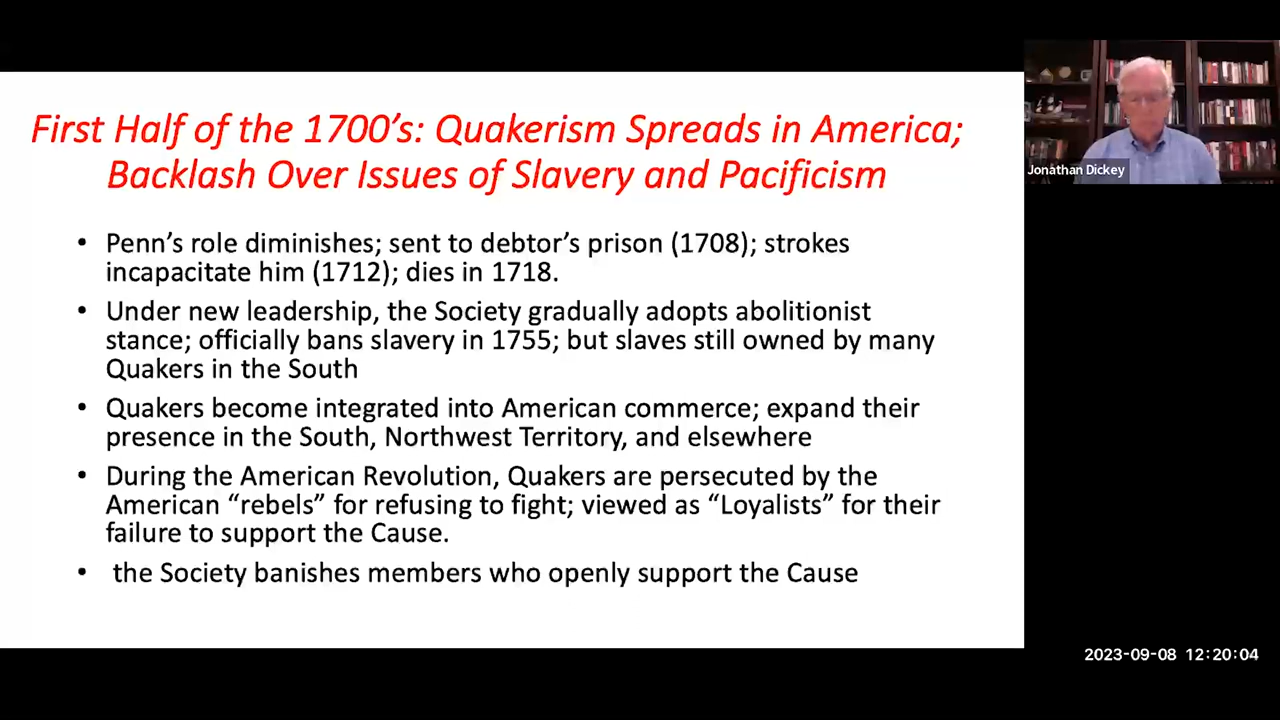 First Half of the 1700’s: Quakerism Spreads in America;
Backlash Over Issues of Slavery and Pacificism
• Penn’s role diminishes; sent to debtor’s prison (1708); strokes
incapacitate him (1712); dies in 1718.
• Under new leadership, the Society gradually adopts abolitionist
stance; officially bans slavery in 1755; but slaves still owned by many
Quakers in the South
• Quakers become integrated into American commerce; expand their
presence in the South, Northwest Territory, and elsewhere
• During the American Revolution, Quakers are persecuted by the
American “rebels” for refusing to fight; viewed as “Loyalists” for their
failure to support the Cause.
• the Society banishes members who openly support the Cause
Jonathan Dickey
2023-09-08 12:20:04